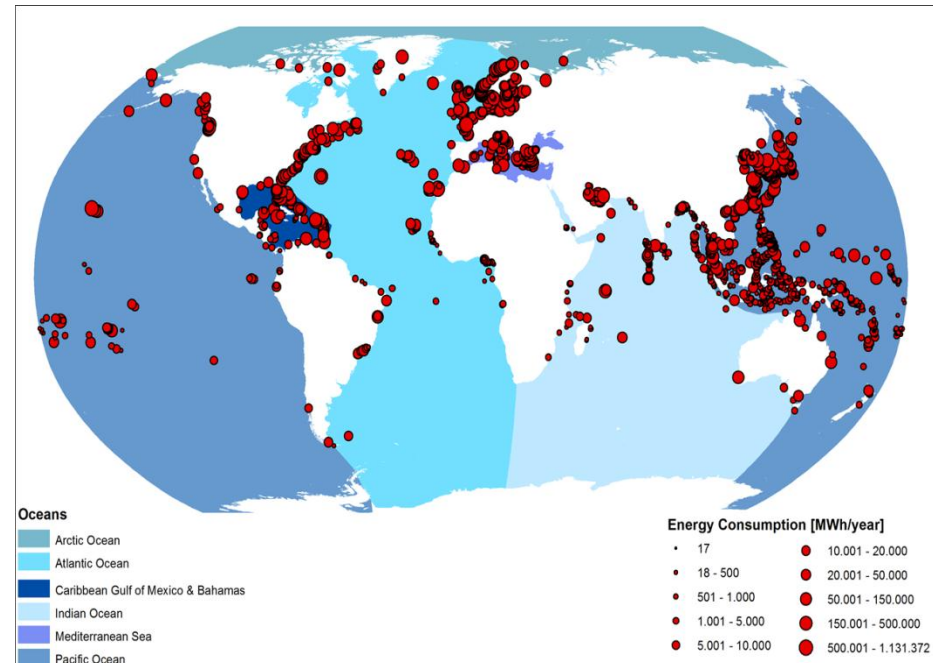 Oceans
Arctic Ocean
Atlantic Ocean
Caribbean Gulf of Mexico & Bahamas
Indian Ocean
Mediterranean Sea
Pacific Ocean
Energy Consumption [MWh/year]
17
18 - 500
501 - 1.000
1.001 - 5.000
5.001 - 10.000
10.001 - 20.000
20.001 - 50.000
50.001 - 150.000
150.001 - 500.000
500.001 - 1.131.372